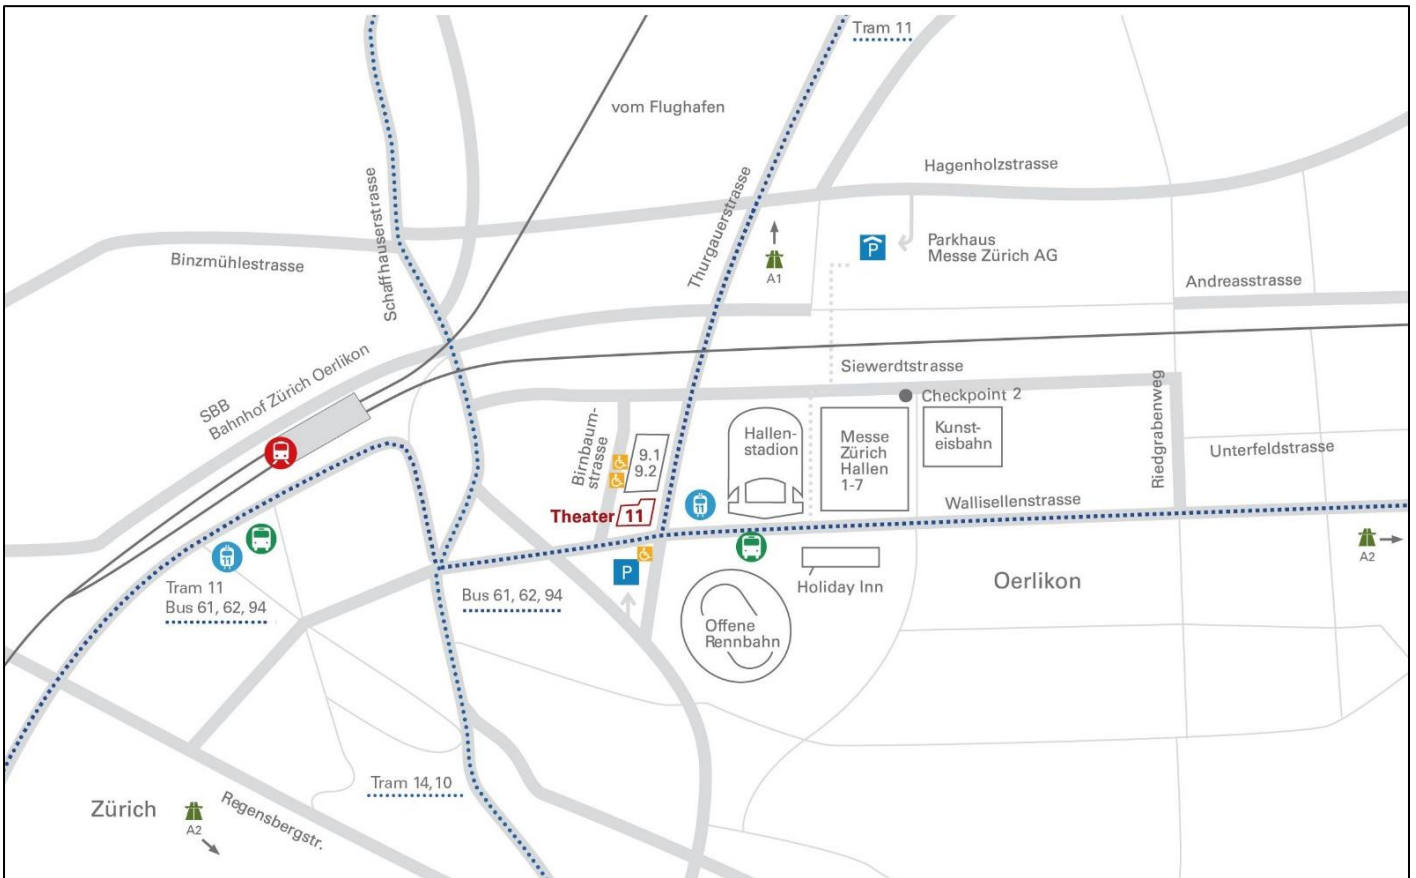 Tram 11
vom Flughafen
Hagenholzstrasse
Schaffhauserstrasse
Thurgauerstrasse
Binzmühlestrasse
P
Parkhaus
Messe Zürich AG
A1
Andreasstrasse
SBB
Bahnhof Zürich Oerlikon
Siewerdtstrasse
Checkpoint 2
Riedgrabenweg
Birnbaum-
strasse
9.1
9.2
Hallen-
stadion
Messe
Zürich
Hallen
1-7
Kunst-
eisbahn
Unterfeldstrasse
Wallisellenstrasse
Theater 11
11
11
Tram 11
Bus 61, 62, 94
Bus 61, 62, 94
P
Holiday Inn
Oerlikon
A2
Offene
Rennbahn
Tram 14, 10
Zürich
A2
Regensbergstr.